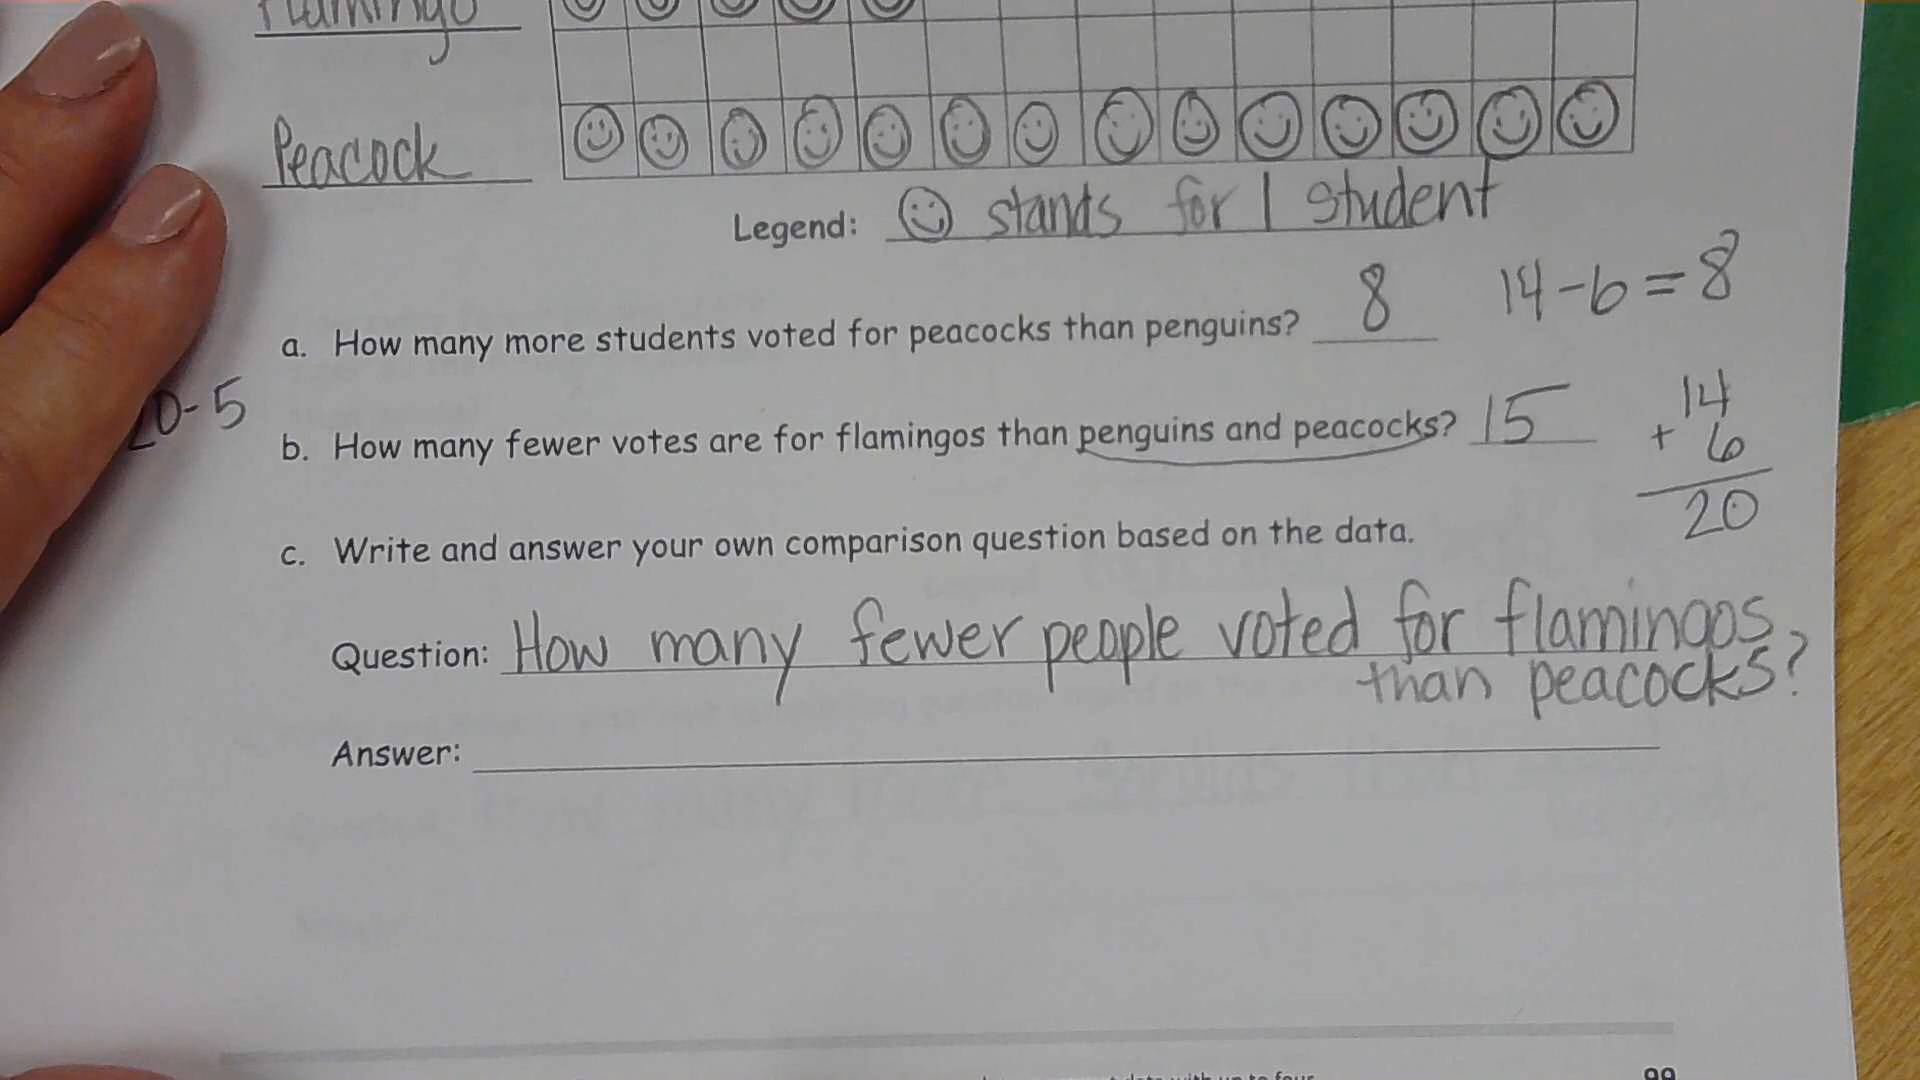 Flamingo
Peacock
Legend: stands for 1 student
a. How many more students voted for peacocks than penguins? 8 14-6=8
20-5
b. How many fewer votes are for flamingos than penguins and peacocks? 15
14
+ 6
20
c. Write and answer your own comparison question based on the data.
Question: How many fewer people voted for flamingos
than peacocks?
Answer: